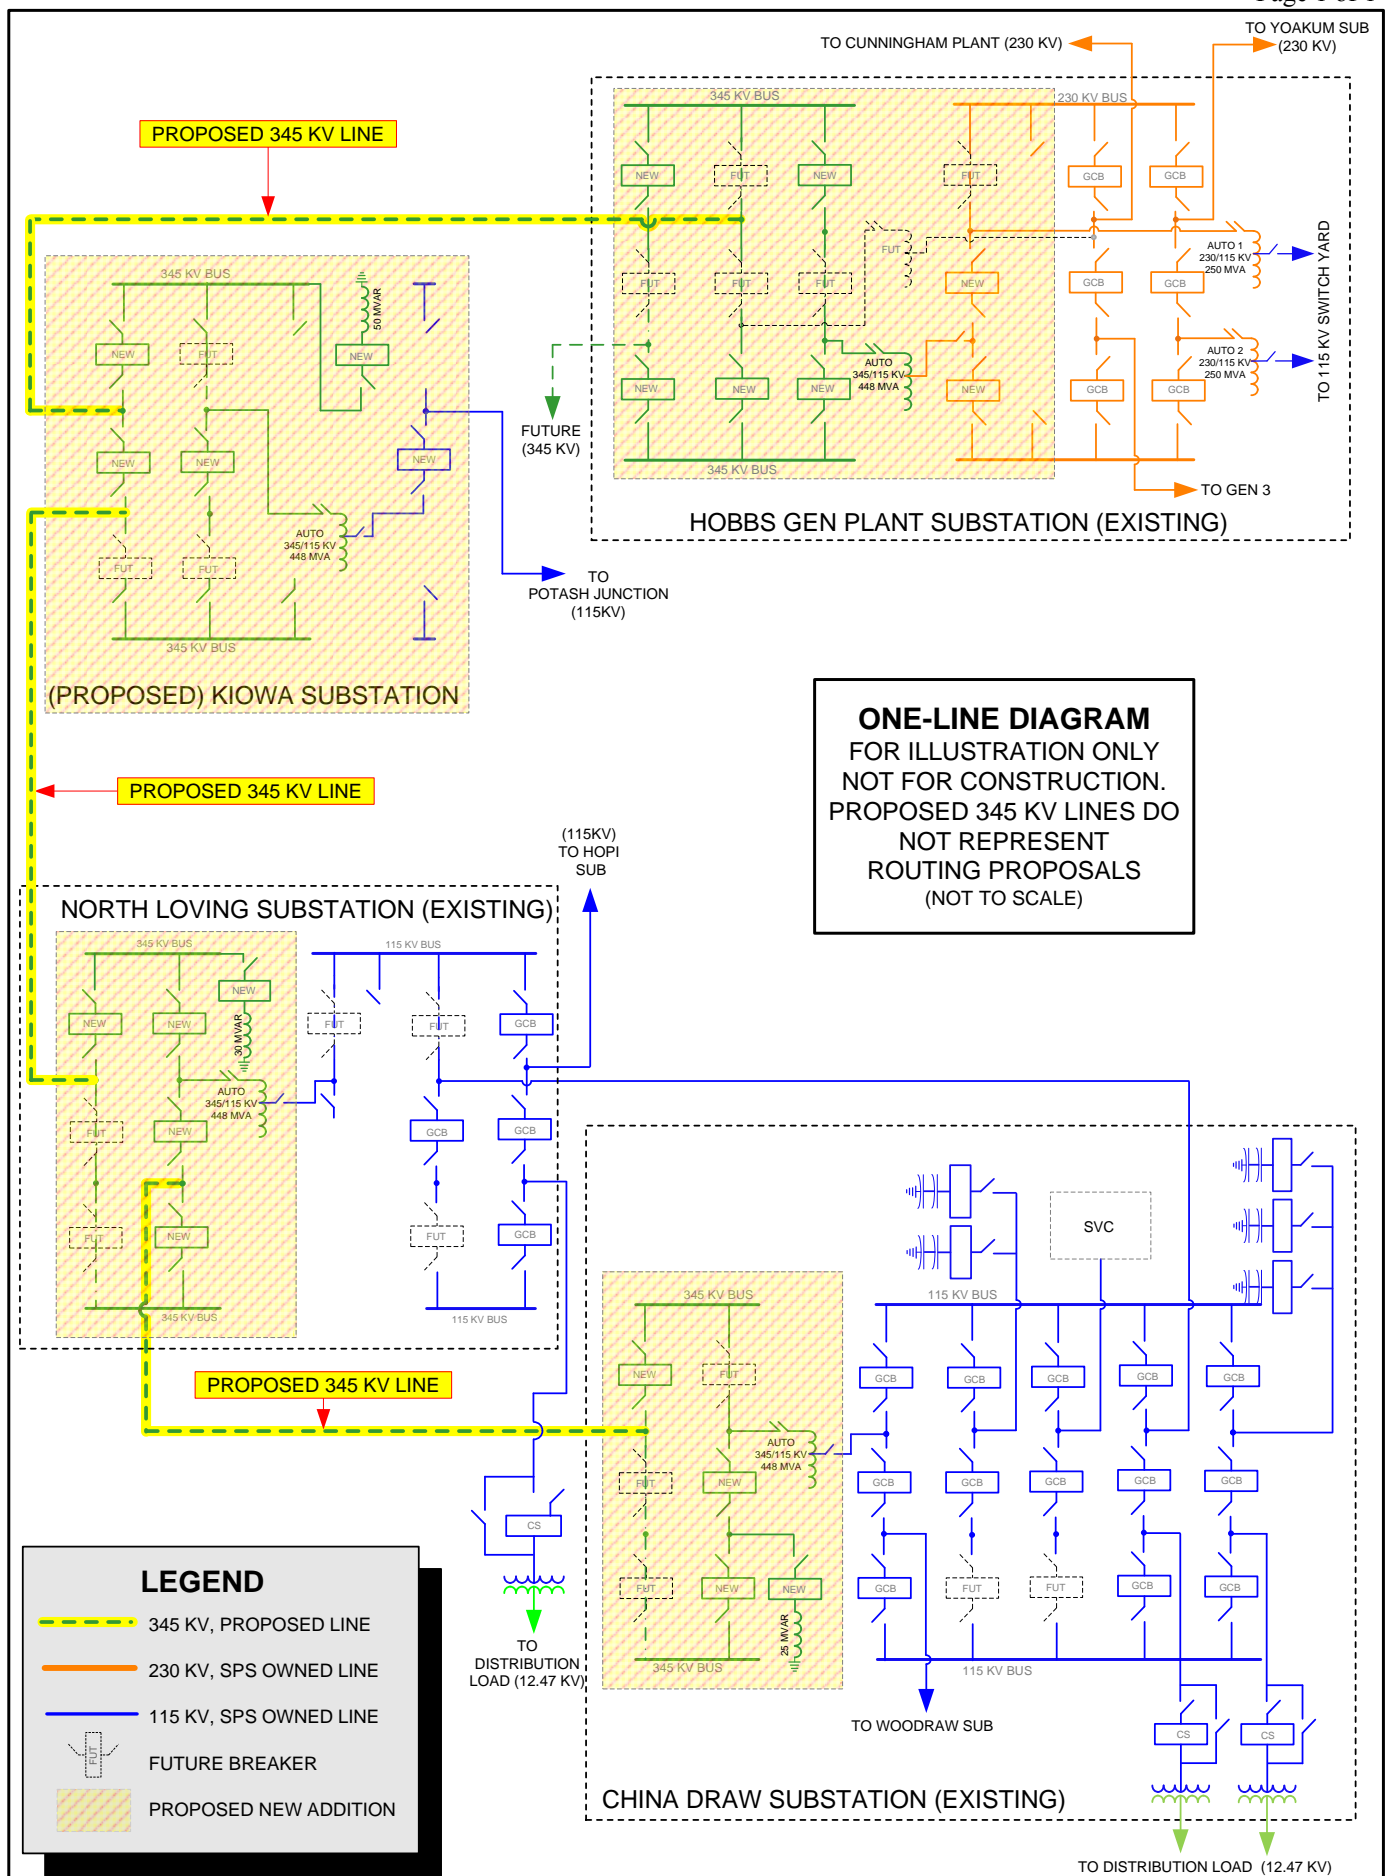 Page 1 of 1
TO YOAKUM SUB
(230 KV)
TO CUNNINGHAM PLANT (230 KV)
PROPOSED 345 KV LINE
345 KV BUS
230 KV BUS
NEW
FUT
NEW
FUT
GCB
GCB
FUT
AUTO 1
230/115 KV
250 MVA
FUT
FUT
FUT
NEW
GCB
GCB
TO 115 KV SWITCH YARD
AUTO
345/115 KV
448 MVA
AUTO 2
230/115 KV
250 MVA
NEW
NEW
NEW
NEW
GCB
GCB
FUTURE
(345 KV)
345 KV BUS
TO GEN 3
HOBBS GEN PLANT SUBSTATION (EXISTING)
345 KV BUS
50 MVAR
NEW
FUT
NEW
NEW
NEW
NEW
AUTO
345/115 KV
448 MVA
FUT
FUT
345 KV BUS
(PROPOSED) KIOWA SUBSTATION
TO
POTASH JUNCTION
(115KV)
ONE-LINE DIAGRAM
FOR ILLUSTRATION ONLY
NOT FOR CONSTRUCTION.
PROPOSED 345 KV LINES DO
NOT REPRESENT
ROUTING PROPOSALS
(NOT TO SCALE)
PROPOSED 345 KV LINE
(115KV)
TO HOPI
SUB
NORTH LOVING SUBSTATION (EXISTING)
345 KV BUS
115 KV BUS
NEW
NEW
NEW
30 MVAR
FUT
FUT
GCB
AUTO
345/115 KV
448 MVA
FUT
NEW
GCB
GCB
FUT
NEW
FUT
GCB
345 KV BUS
115 KV BUS
PROPOSED 345 KV LINE
SVC
345 KV BUS
115 KV BUS
NEW
FUT
GCB
GCB
GCB
GCB
GCB
AUTO
345/115 KV
448 MVA
FUT
NEW
GCB
GCB
GCB
GCB
GCB
FUT
NEW
NEW
GCB
FUT
FUT
GCB
GCB
25 MVAR
345 KV BUS
115 KV BUS
CS
TO
DISTRIBUTION
LOAD (12.47 KV)
TO WOODRAW SUB
CS
CS
CHINA DRAW SUBSTATION (EXISTING)
TO DISTRIBUTION LOAD (12.47 KV)
LEGEND
345 KV, PROPOSED LINE
230 KV, SPS OWNED LINE
115 KV, SPS OWNED LINE
FUT
FUTURE BREAKER
PROPOSED NEW ADDITION